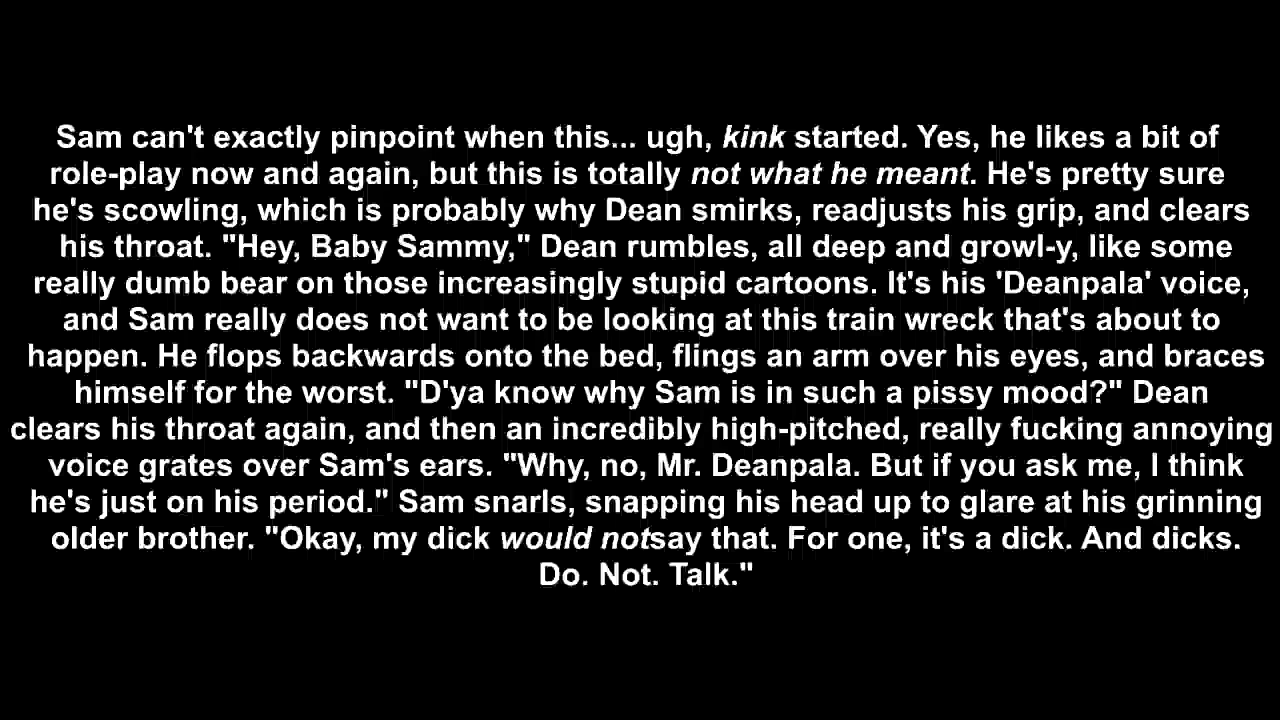 Sam can't exactly pinpoint when this... ugh, kink started. Yes, he likes a bit of
role-play now and again, but this is totally not what he meant. He's pretty sure
he's scowling, which is probably why Dean smirks, readjusts his grip, and clears
his throat. "Hey, Baby Sammy," Dean rumbles, all deep and growl-y, like some
really dumb bear on those increasingly stupid cartoons. It's his 'Deanpala' voice,
and Sam really does not want to be looking at this train wreck that's about to
happen. He flops backwards onto the bed, flings an arm over his eyes, and braces
himself for the worst. "D'ya know why Sam is in such a pissy mood?" Dean
clears his throat again, and then an incredibly high-pitched, really fucking annoying
voice grates over Sam's ears. "Why, no, Mr. Deanpala. But if you ask me, I think
he's just on his period." Sam snarls, snapping his head up to glare at his grinning
older brother. "Okay, my dick would notsay that. For one, it's a dick. And dicks.
Do. Not. Talk."